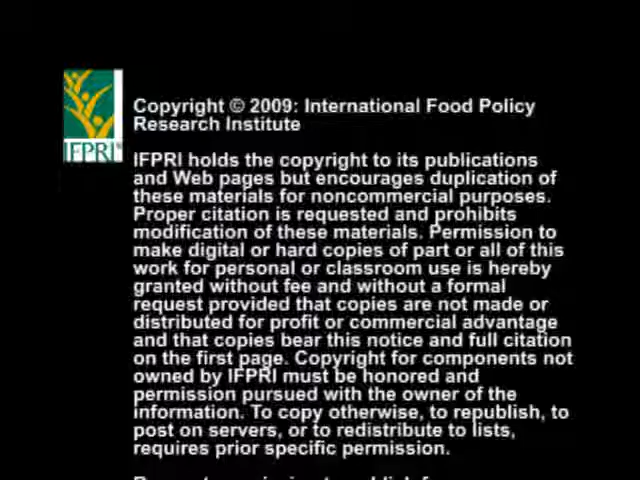 IFPRI®
Copyright © 2009: International Food Policy
Research Institute
IFPRI holds the copyright to its publications
and Web pages but encourages duplication of
these materials for noncommercial purposes.
Proper citation is requested and prohibits
modification of these materials. Permission to
make digital or hard copies of part or all of this
work for personal or classroom use is hereby
granted without fee and without a formal
request provided that copies are not made or
distributed for profit or commercial advantage
and that copies bear this notice and full citation
on the first page. Copyright for components not
owned by IFPRI must be honored and
permission pursued with the owner of the
information. To copy otherwise, to republish, to
post on servers, or to redistribute to lists,
requires prior specific permission.